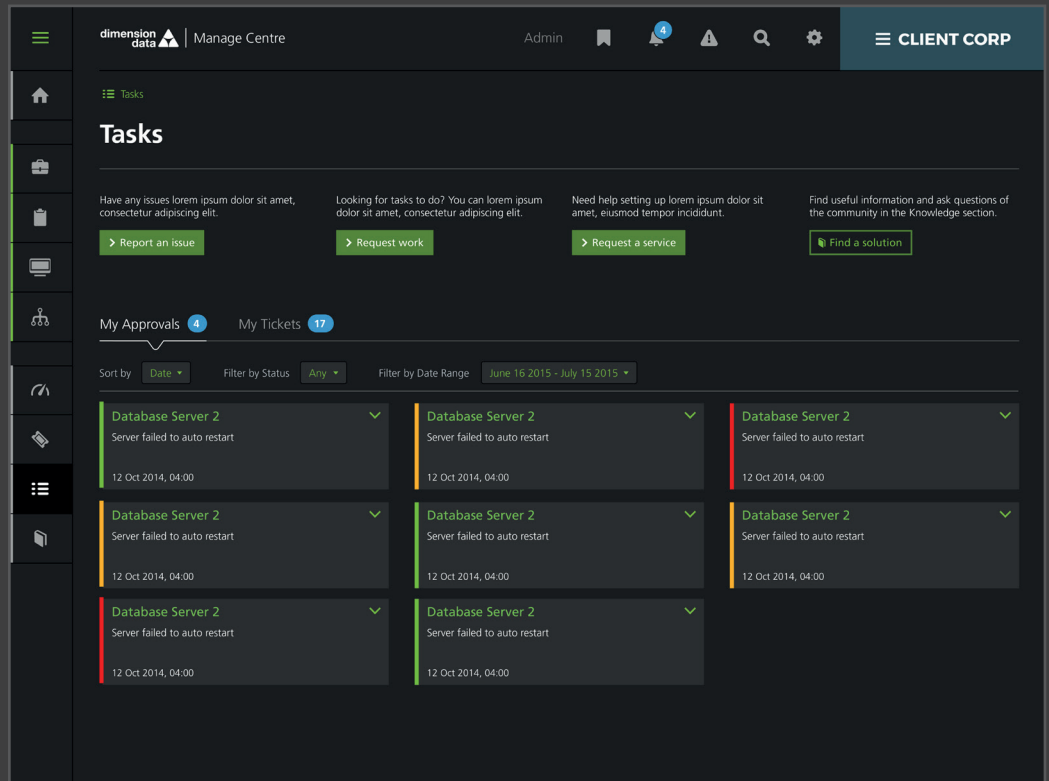 dimension
data
Manage Centre
Admin
4
CLIENT CORP
Tasks
Tasks
Have any issues lorem ipsum dolor sit amet,
consectetur adipiscing elit.
Report an issue
Looking for tasks to do? You can lorem ipsum
dolor sit amet, consectetur adipiscing elit.
Request work
Need help setting up lorem ipsum dolor sit
amet, eiusmod tempor incididunt.
Request a service
Find useful information and ask questions of
the community in the Knowledge section.
Find a solution
My Approvals 4
My Tickets 17
Sort by Date
Filter by Status Any
Filter by Date Range June 16 2015 - July 15 2015
Database Server 2
Server failed to auto restart
12 Oct 2014, 04:00
Database Server 2
Server failed to auto restart
12 Oct 2014, 04:00
Database Server 2
Server failed to auto restart
12 Oct 2014, 04:00
Database Server 2
Server failed to auto restart
12 Oct 2014, 04:00
Database Server 2
Server failed to auto restart
12 Oct 2014, 04:00
Database Server 2
Server failed to auto restart
12 Oct 2014, 04:00
Database Server 2
Server failed to auto restart
12 Oct 2014, 04:00
Database Server 2
Server failed to auto restart
12 Oct 2014, 04:00